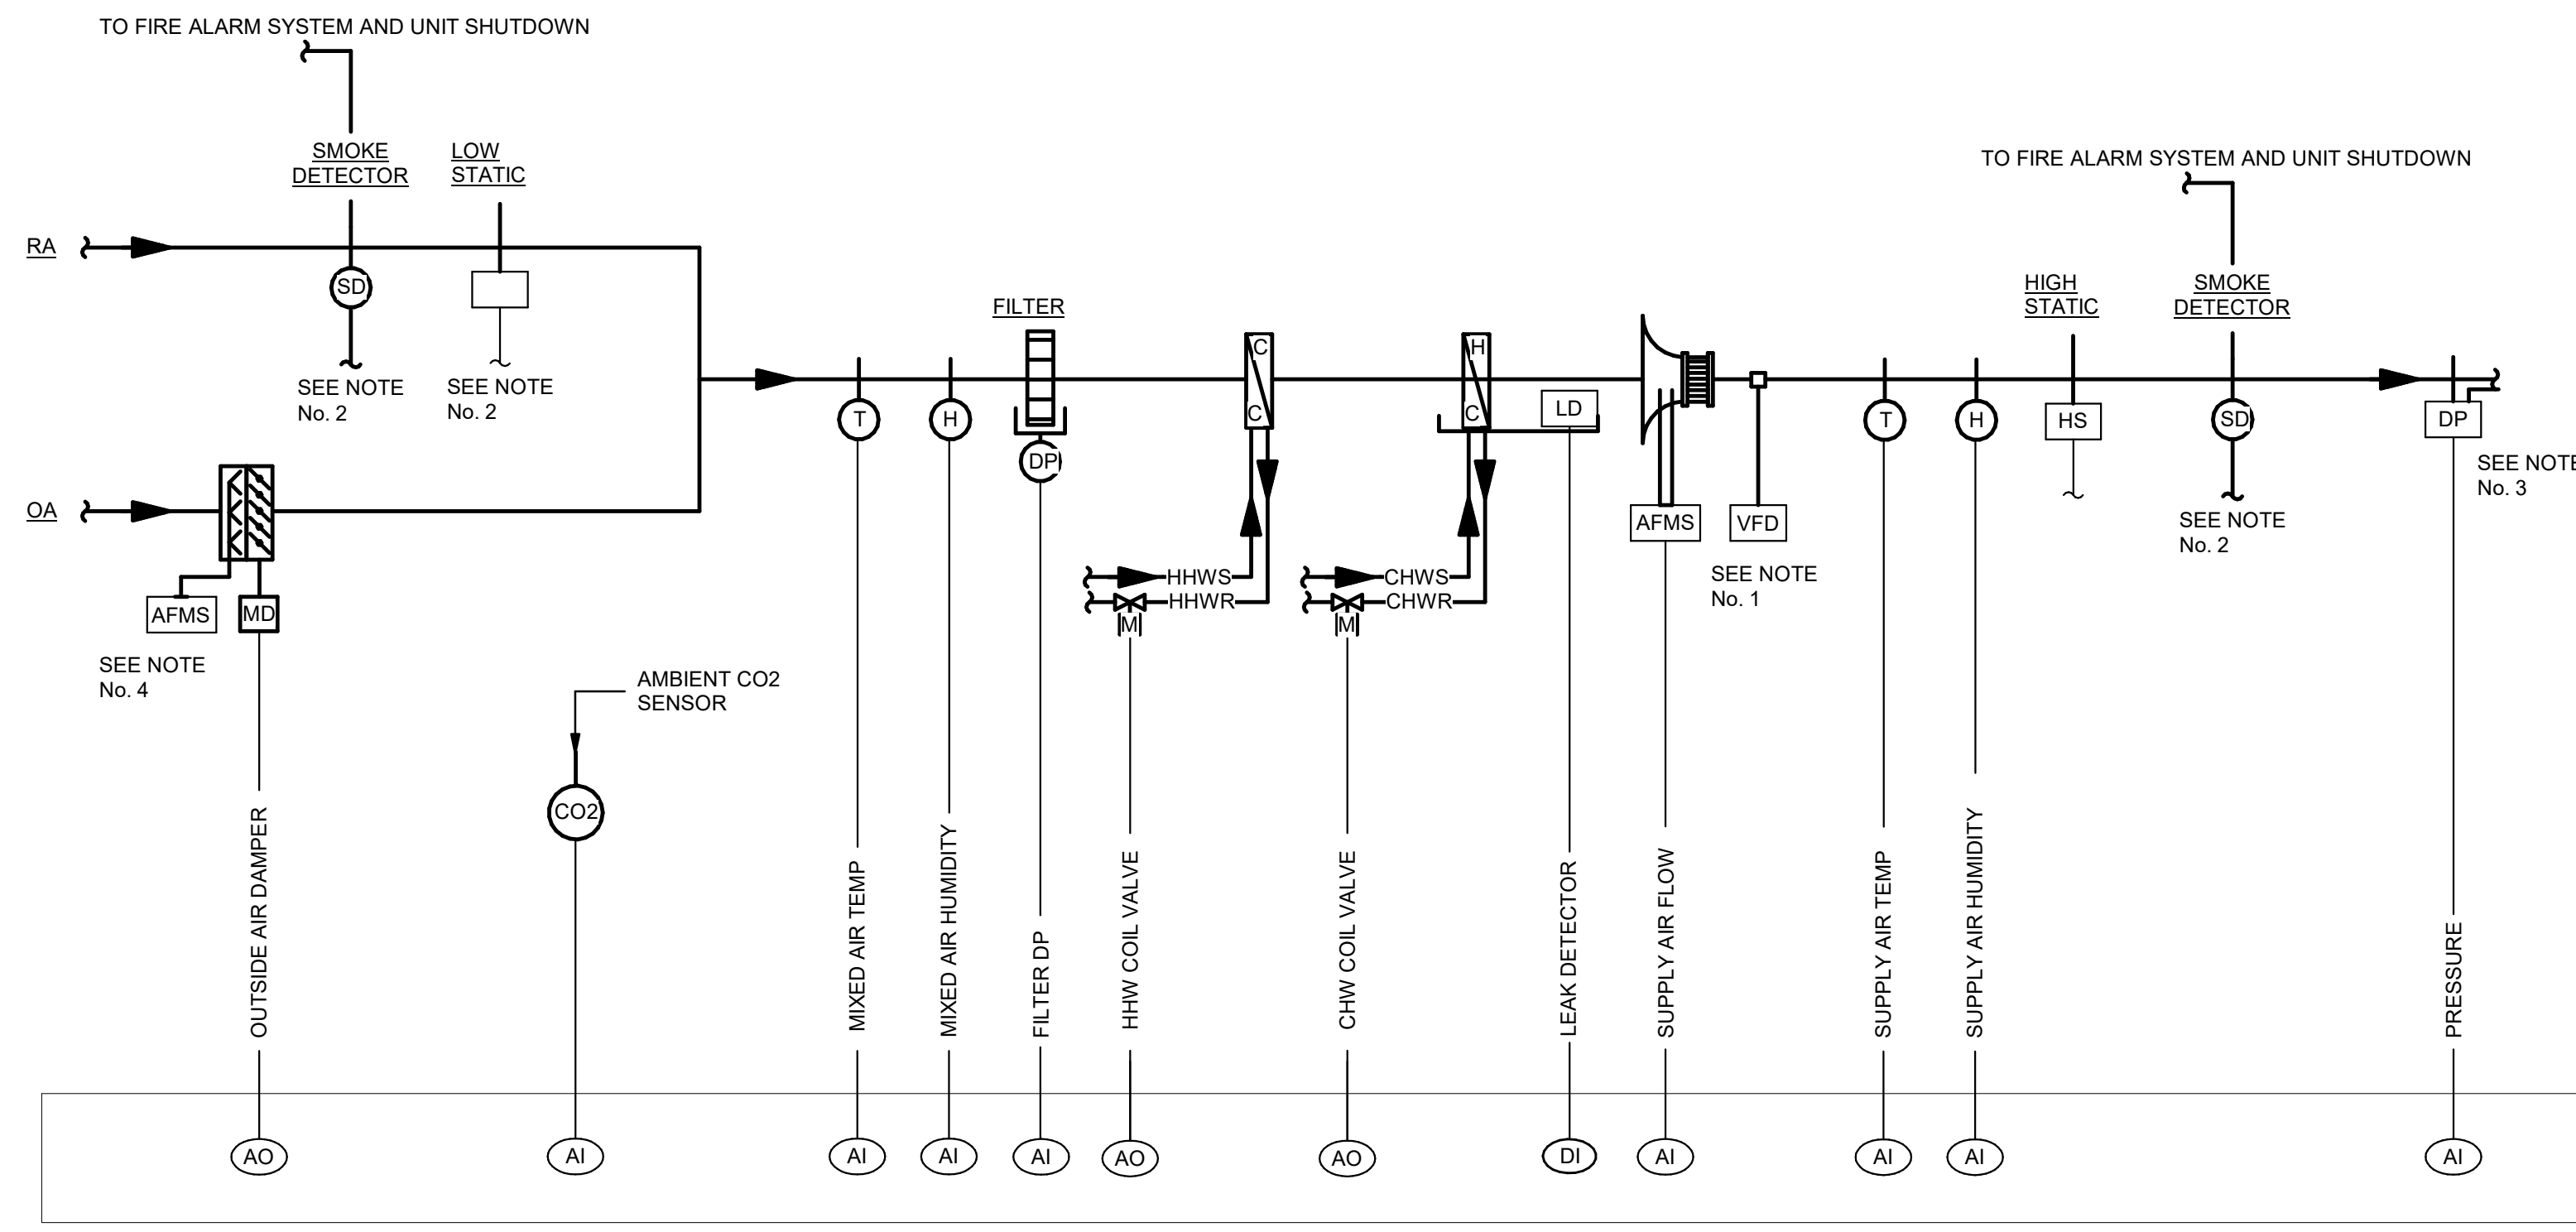 TO FIRE ALARM SYSTEM AND UNIT SHUTDOWN
SMOKE
DETECTOR
LOW
STATIC
RA
SD
SEE NOTE
No. 2
SEE NOTE
No. 2
OA
AFMS
MD
SEE NOTE
No. 4
AMBIENT CO2
SENSOR
CO2
T
H
FILTER
DP
C
C
HHWS
HHWR
M
H
C
CHWS
CHWR
M
LD
AFMS
VFD
SEE NOTE
No. 1
T
H
HIGH
STATIC
HS
TO FIRE ALARM SYSTEM AND UNIT SHUTDOWN
SMOKE
DETECTOR
SD
SEE NOTE
No. 2
DP
SEE NOTE
No. 3
OUTSIDE AIR DAMPER
MIXED AIR TEMP
MIXED AIR HUMIDITY
FILTER DP
HHW COIL VALVE
CHW COIL VALVE
LEAK DETECTOR
SUPPLY AIR FLOW
SUPPLY AIR TEMP
SUPPLY AIR HUMIDITY
PRESSURE
AO
AI
AI
AI
AI
AO
AO
DI
AI
AI
AI
AI